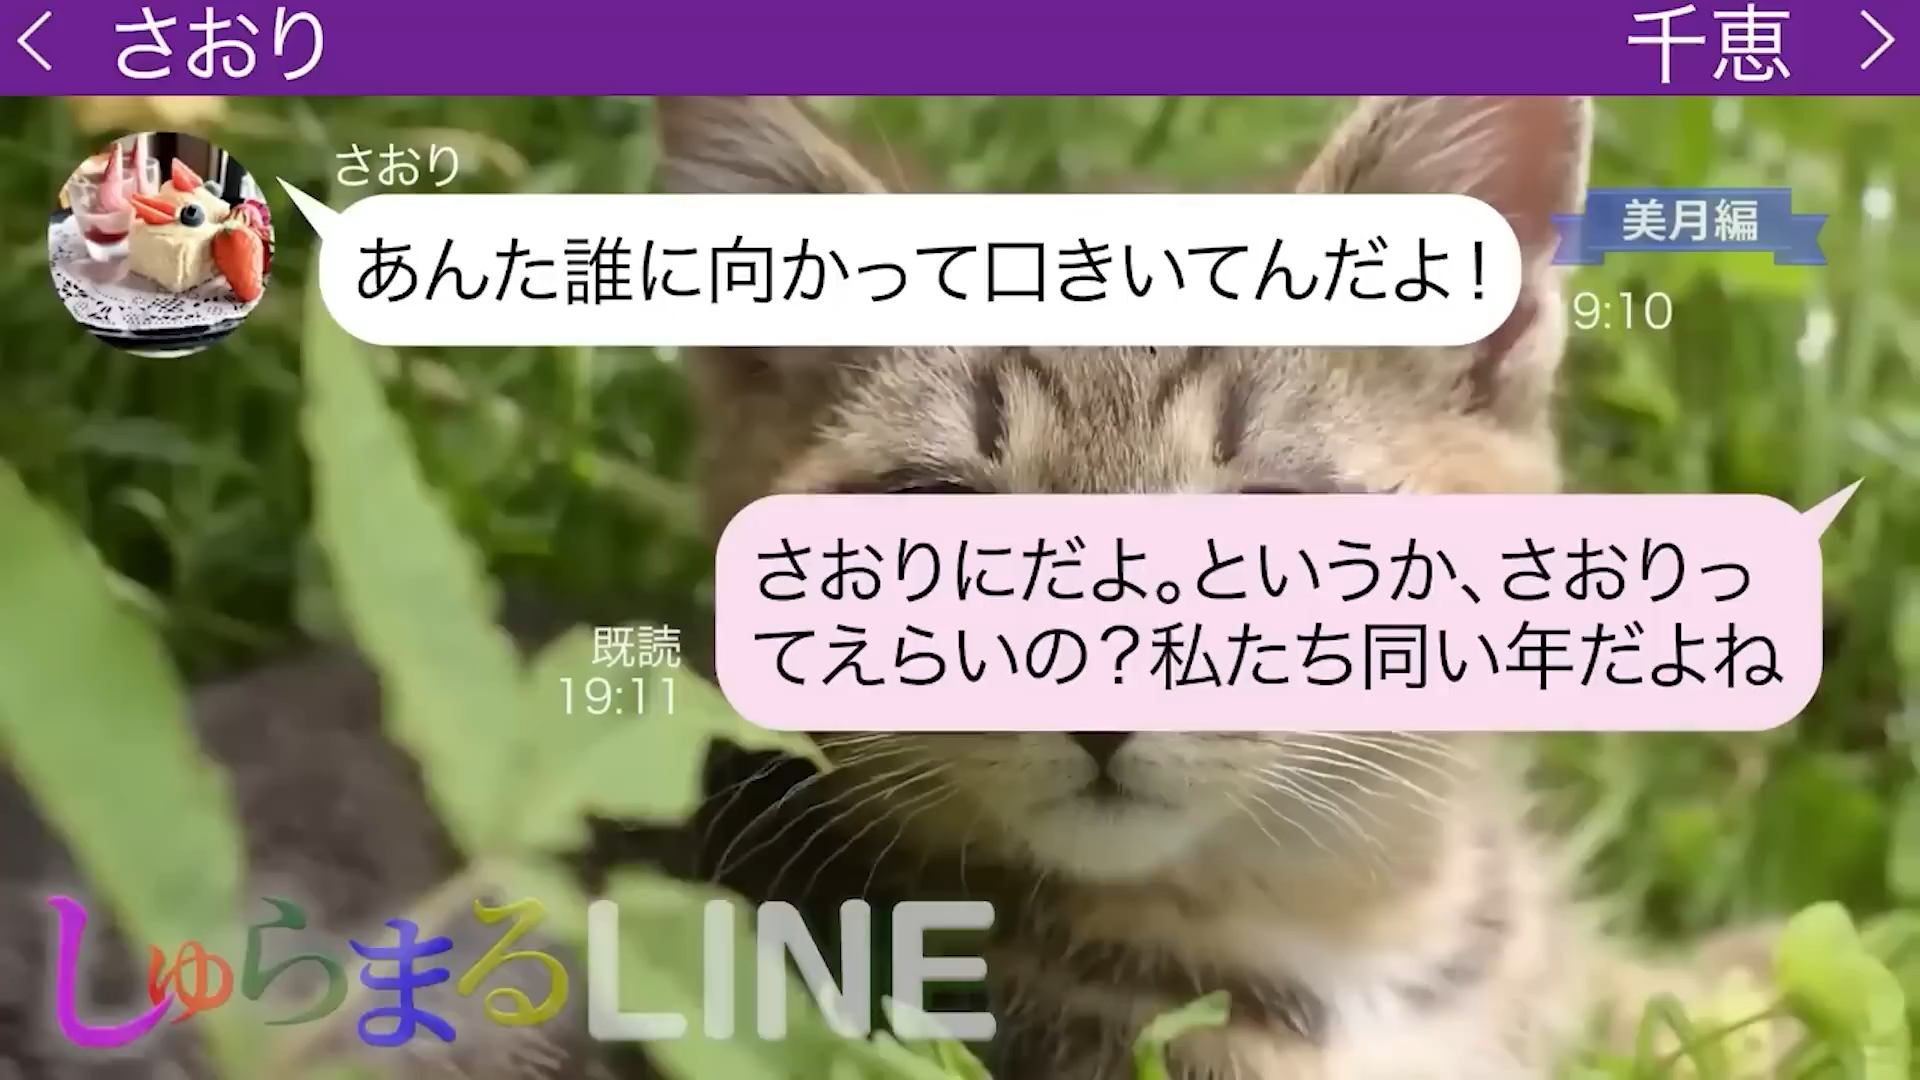 さおり
千恵
さおり
あんた誰に向かって口きいてんだよ！
美月編
9:10
さおりにだよ。というか、さおりっ
てえらいの？私たち同い年だよね
既読
19:11
しゅらまるLINE